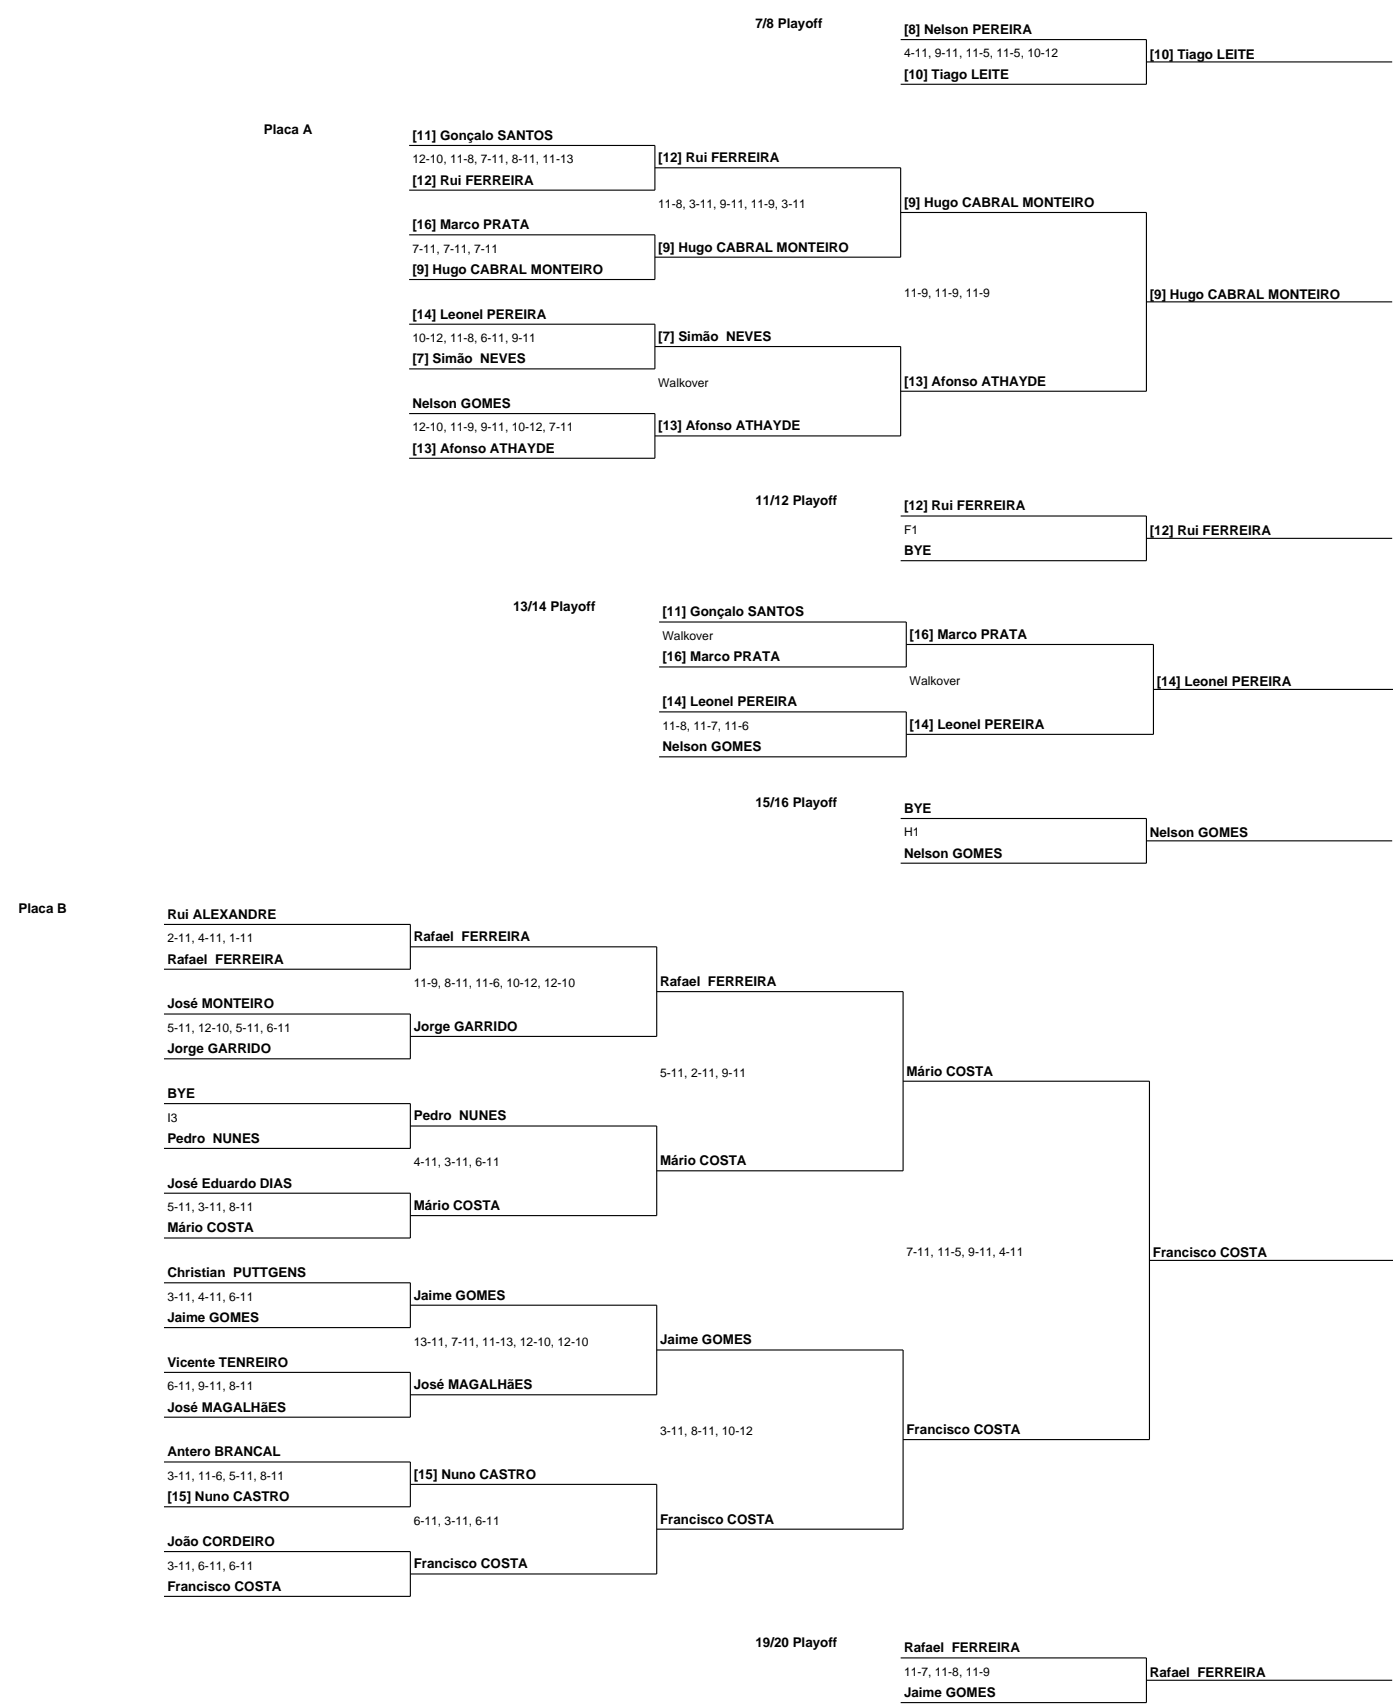 7/8 Playoff
[8] Nelson PEREIRA
4-11, 9-11, 11-5, 11-5, 10-12
[10] Tiago LEITE
[10] Tiago LEITE
Placa A
[11] Gonçalo SANTOS
12-10, 11-8, 7-11, 8-11, 11-13
[12] Rui FERREIRA
[12] Rui FERREIRA
11-8, 3-11, 9-11, 11-9, 3-11
[9] Hugo CABRAL MONTEIRO
[16] Marco PRATA
7-11, 7-11, 7-11
[9] Hugo CABRAL MONTEIRO
[9] Hugo CABRAL MONTEIRO
11-9, 11-9, 11-9
[9] Hugo CABRAL MONTEIRO
[14] Leonel PEREIRA
10-12, 11-8, 6-11, 9-11
[7] Simão  NEVES
[7] Simão  NEVES
Walkover
[13] Afonso ATHAYDE
Nelson GOMES
12-10, 11-9, 9-11, 10-12, 7-11
[13] Afonso ATHAYDE
[13] Afonso ATHAYDE
11/12 Playoff
[12] Rui FERREIRA
F1
[12] Rui FERREIRA
BYE
13/14 Playoff
[11] Gonçalo SANTOS
Walkover
[16] Marco PRATA
[16] Marco PRATA
Walkover
[14] Leonel PEREIRA
[14] Leonel PEREIRA
11-8, 11-7, 11-6
[14] Leonel PEREIRA
Nelson GOMES
15/16 Playoff
BYE
H1
Nelson GOMES
Nelson GOMES
Placa B
Rui ALEXANDRE
2-11, 4-11, 1-11
Rafael  FERREIRA
Rafael  FERREIRA
11-9, 8-11, 11-6, 10-12, 12-10
Rafael  FERREIRA
José MONTEIRO
5-11, 12-10, 5-11, 6-11
Jorge GARRIDO
Jorge GARRIDO
5-11, 2-11, 9-11
Mário COSTA
BYE
I3
Pedro  NUNES
Pedro  NUNES
4-11, 3-11, 6-11
Mário COSTA
José Eduardo DIAS
5-11, 3-11, 8-11
Mário COSTA
Mário COSTA
7-11, 11-5, 9-11, 4-11
Francisco COSTA
Christian  PUTTGENS
3-11, 4-11, 6-11
Jaime GOMES
Jaime GOMES
13-11, 7-11, 11-13, 12-10, 12-10
Jaime GOMES
Vicente TENREIRO
6-11, 9-11, 8-11
José MAGALHãES
José MAGALHãES
3-11, 8-11, 10-12
Francisco COSTA
Antero BRANCAL
3-11, 11-6, 5-11, 8-11
[15] Nuno CASTRO
[15] Nuno CASTRO
6-11, 3-11, 6-11
Francisco COSTA
João CORDEIRO
3-11, 6-11, 6-11
Francisco COSTA
Francisco COSTA
19/20 Playoff
Rafael  FERREIRA
11-7, 11-8, 11-9
Rafael  FERREIRA
Jaime GOMES